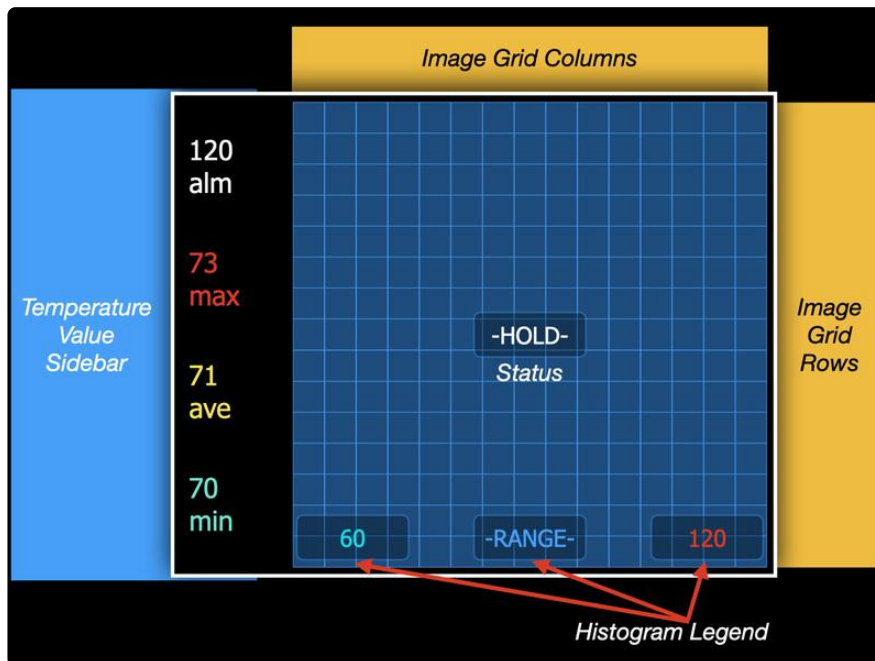 Image Grid Columns
120
alm
73
max
71
ave
70
min
Temperature
Value
Sidebar
-HOLD-
Status
Image
Grid
Rows
60
-RANGE-
120
Histogram Legend